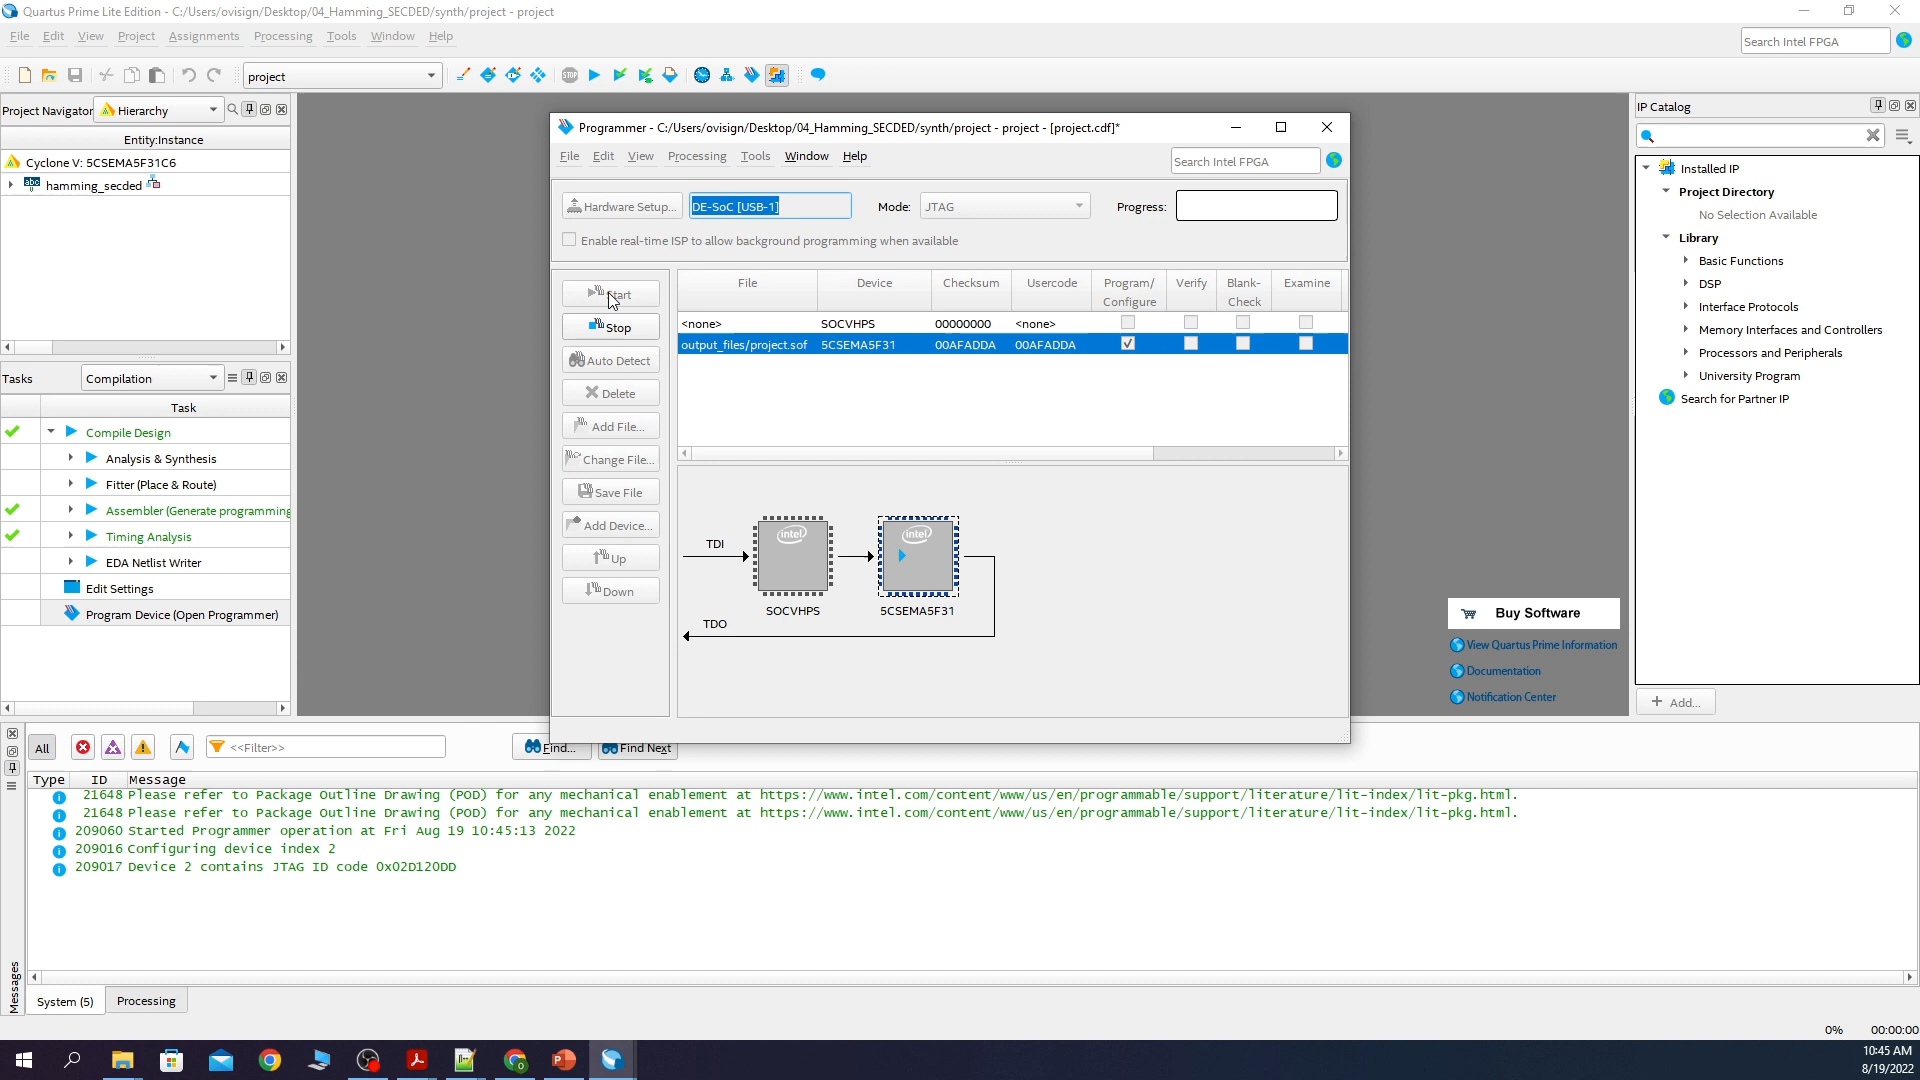 Quartus Prime Lite Edition - C:/Users/ovisign/Desktop/04_Hamming_SECDED/synth/project - project
File Edit View Project Assignments Processing Tools Window Help
Search Intel FPGA
project
Project Navigator Hierarchy
Entity:Instance
Cyclone V: 5CSEMA5F31C6
hamming_secded
Tasks Compilation
Task
Compile Design
Analysis & Synthesis
Fitter (Place & Route)
Assembler (Generate programming
Timing Analysis
EDA Netlist Writer
Edit Settings
Program Device (Open Programmer)
Programmer - C:/Users/ovisign/Desktop/04_Hamming_SECDED/synth/project - project - [project.cdf]*
File Edit View Processing Tools Window Help
Search Intel FPGA
Hardware Setup... DE-SoC [USB-1] Mode: JTAG Progress:
Enable real-time ISP to allow background programming when available
Start
Stop
Auto Detect
Delete
Add File...
Change File...
Save File
Add Device...
Up
Down
File Device Checksum Usercode Program/ Configure Verify Blank- Check Examine
<none> SOCVHPS 00000000 <none>
output_files/project.sof 5CSEMA5F31 00AFADDA 00AFADDA
intel intel
TDI
SOCVHPS 5CSEMA5F31
TDO
IP Catalog
Installed IP
Project Directory
No Selection Available
Library
Basic Functions
DSP
Interface Protocols
Memory Interfaces and Controllers
Processors and Peripherals
University Program
Search for Partner IP
Add...
Buy Software
View Quartus Prime Information
Documentation
Notification Center
All <<Filter>> Find... Find Next
Type ID Message
21648 Please refer to Package Outline Drawing (POD) for any mechanical enablement at https://www.intel.com/content/www/us/en/programmable/support/literature/lit-index/lit-pkg.html.
21648 Please refer to Package Outline Drawing (POD) for any mechanical enablement at https://www.intel.com/content/www/us/en/programmable/support/literature/lit-index/lit-pkg.html.
209060 Started Programmer operation at Fri Aug 19 10:45:13 2022
209016 Configuring device index 2
209017 Device 2 contains JTAG ID code 0x02D120DD
Messages
System (5) Processing
0% 00:00:00
10:45 AM
8/19/2022